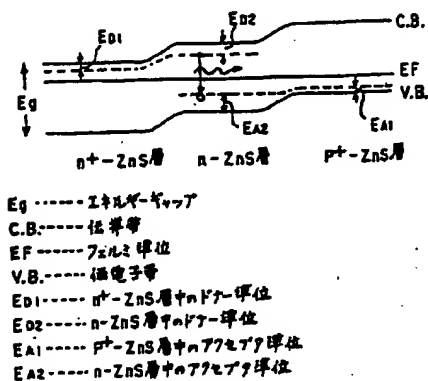 ED1
ED2
C.B.
Eg
EF
V.B.
EA2
EA1
n⁺-ZnS層
n-ZnS層
P⁺-ZnS層
Eg ------ エネルギーギャップ
C.B.----- 伝導帯
EF ------ フェルミ準位
V.B.----- 価電子帯
ED1----- n⁺-ZnS層中のドナー準位
ED2----- n-ZnS層中のドナー準位
EA1----- P⁺-ZnS層中のアクセプタ準位
EA2----- n-ZnS層中のアクセプタ準位